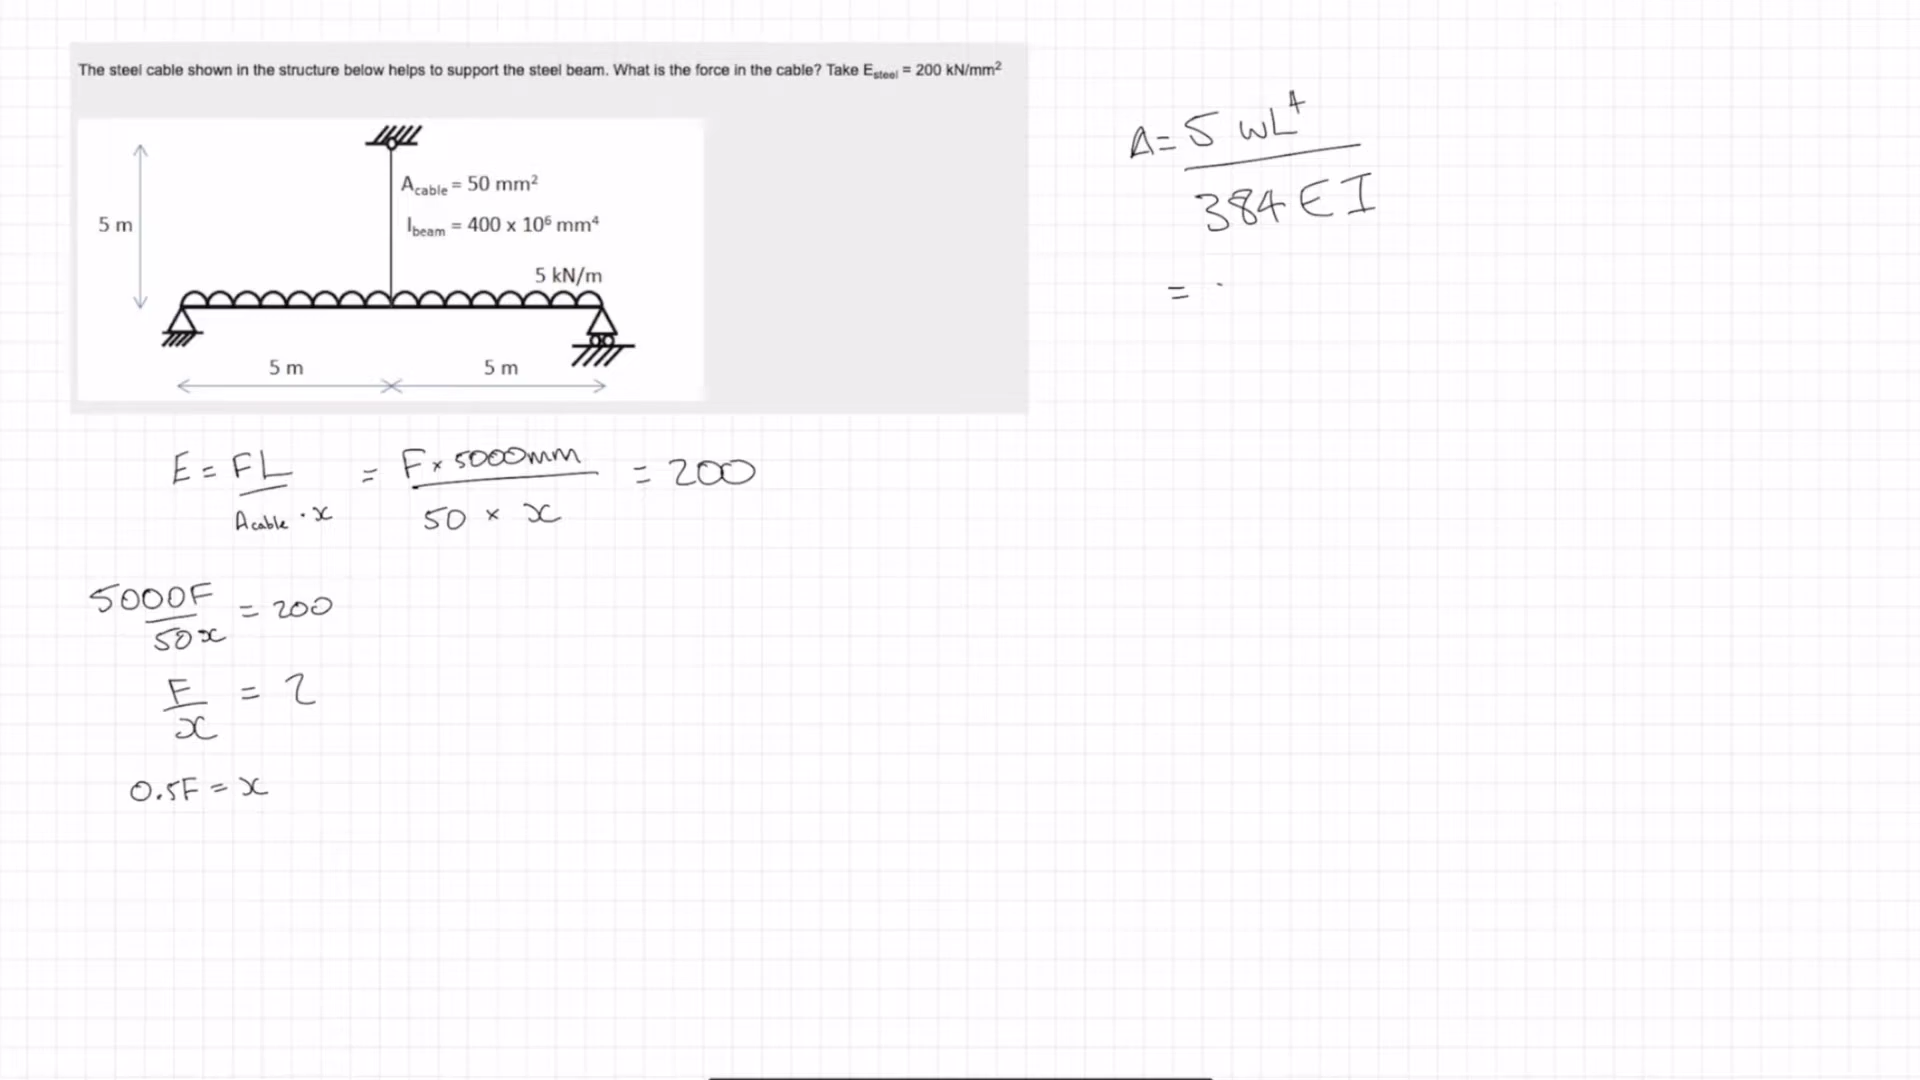 The steel cable shown in the structure below helps to support the steel beam. What is the force in the cable? Take Esteel = 200 kN/mm²
Acable = 50 mm²
5 m
Ibeam = 400 x 10⁶ mm⁴
5 kN/m
5 m
5 m
E = FL / Acable · x = F × 5000mm / 50 × x = 200
5000F / 50x = 200
F / x = 2
0.5F = x
Δ = 5 wL⁴ / 384 E I
=